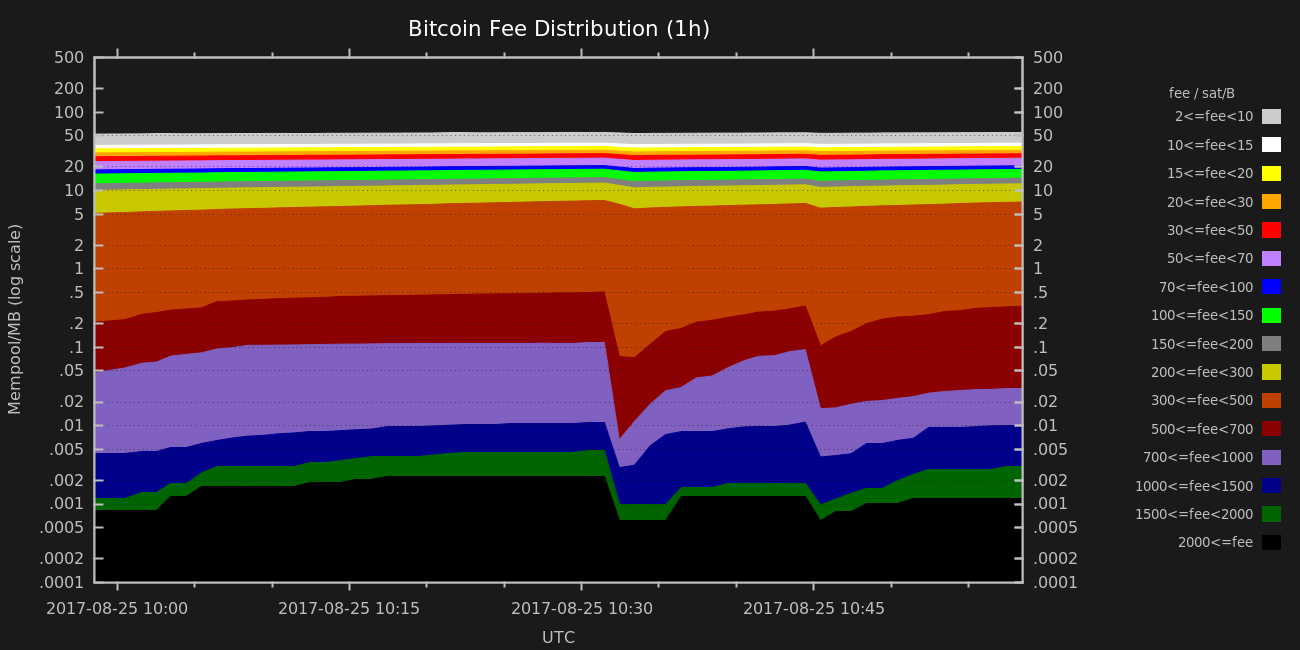 Bitcoin Fee Distribution (1h)
500 500
200 200
100 100
50 50
20 20
10 10
5 5
2 2
1 1
.5 .5
.2 .2
.1 .1
.05 .05
.02 .02
.01 .01
.005 .005
.002 .002
.001 .001
.0005 .0005
.0002 .0002
.0001 .0001
Mempool/MB (log scale)
2017-08-25 10:00 2017-08-25 10:15 2017-08-25 10:30 2017-08-25 10:45
UTC
fee / sat/B
2<=fee<10
10<=fee<15
15<=fee<20
20<=fee<30
30<=fee<50
50<=fee<70
70<=fee<100
100<=fee<150
150<=fee<200
200<=fee<300
300<=fee<500
500<=fee<700
700<=fee<1000
1000<=fee<1500
1500<=fee<2000
2000<=fee